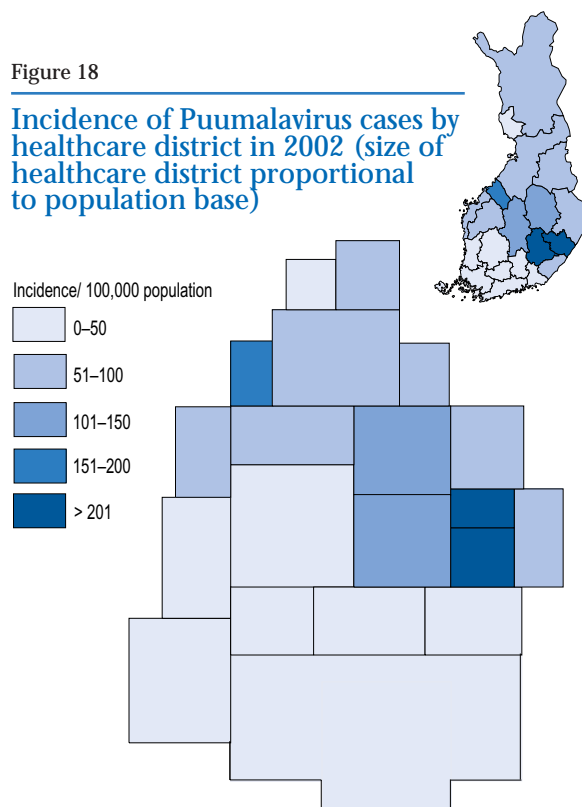 Figure 18
Incidence of Puumalavirus cases by
healthcare district in 2002 (size of
healthcare district proportional
to population base)
Incidence/ 100,000 population
0–50
51–100
101–150
151–200
> 201